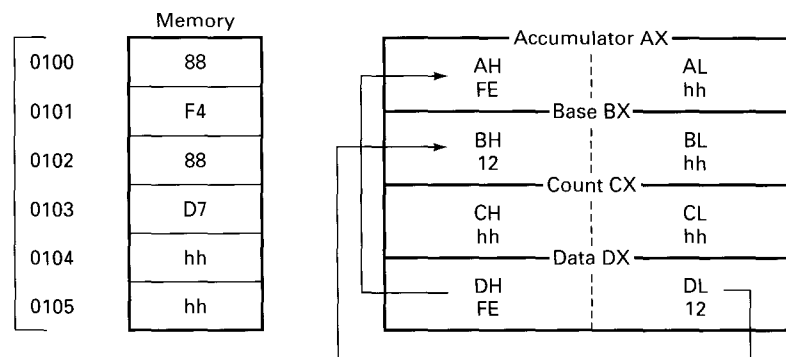 Memory
0100 88
0101 F4
0102 88
0103 D7
0104 hh
0105 hh
Accumulator AX
AH AL
FE hh
Base BX
BH BL
12 hh
Count CX
CH CL
hh hh
Data DX
DH DL
FE 12